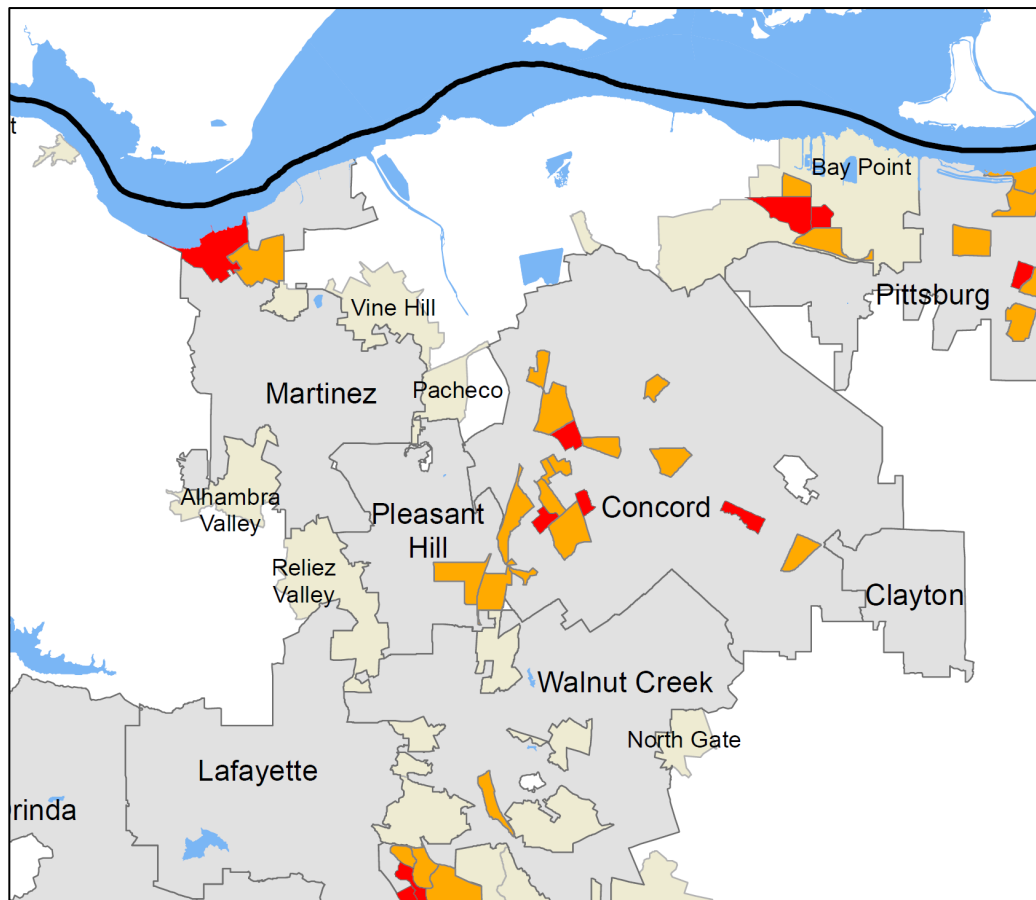 t
Bay Point
Pittsburg
Vine Hill
Martinez
Pacheco
Alhambra
Valley
Pleasant
Hill
Concord
Reliez
Valley
Clayton
Walnut Creek
North Gate
Lafayette
rinda